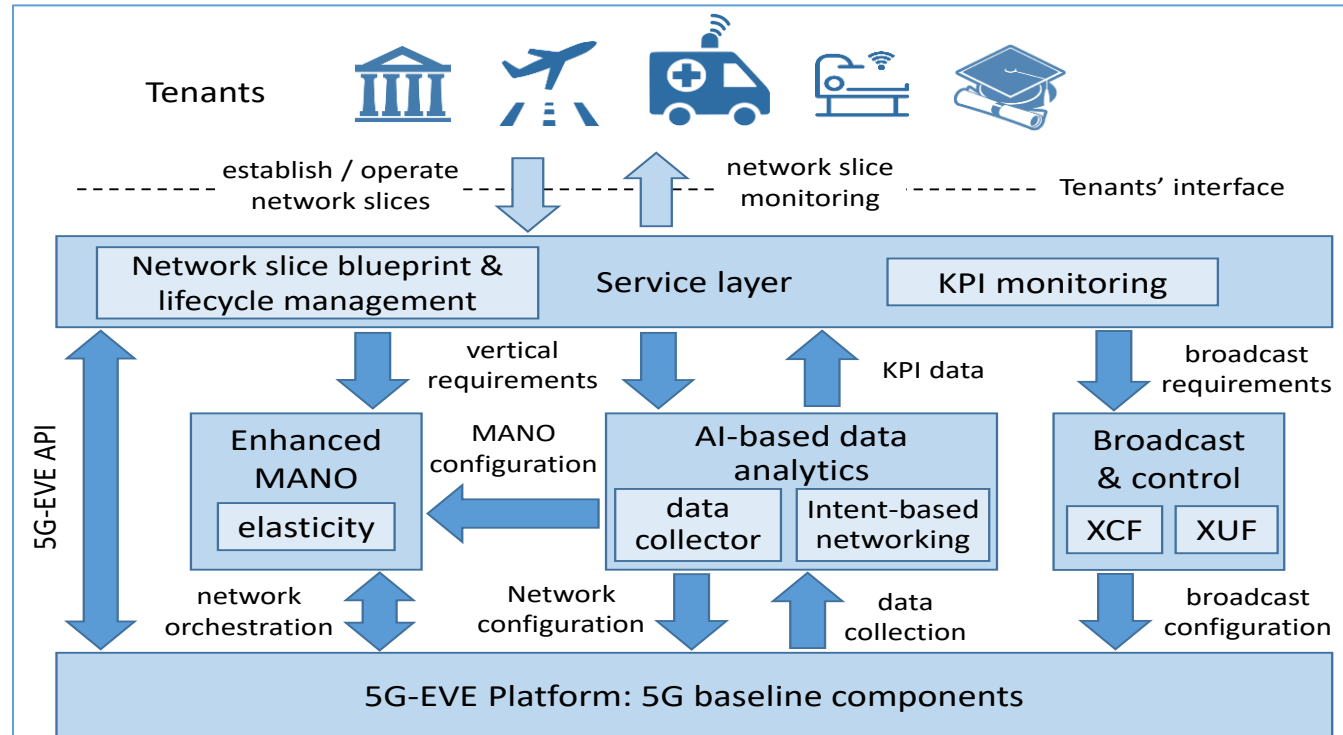 Tenants
establish / operate
network slices
network slice
monitoring
Tenants’ interface
Network slice blueprint &
lifecycle management
Service layer
KPI monitoring
5G-EVE API
vertical
requirements
KPI data
broadcast
requirements
Enhanced
MANO
elasticity
MANO
configuration
AI-based data
analytics
data
collector
Intent-based
networking
Broadcast
& control
XCF
XUF
network
orchestration
Network
configuration
data
collection
broadcast
configuration
5G-EVE Platform: 5G baseline components